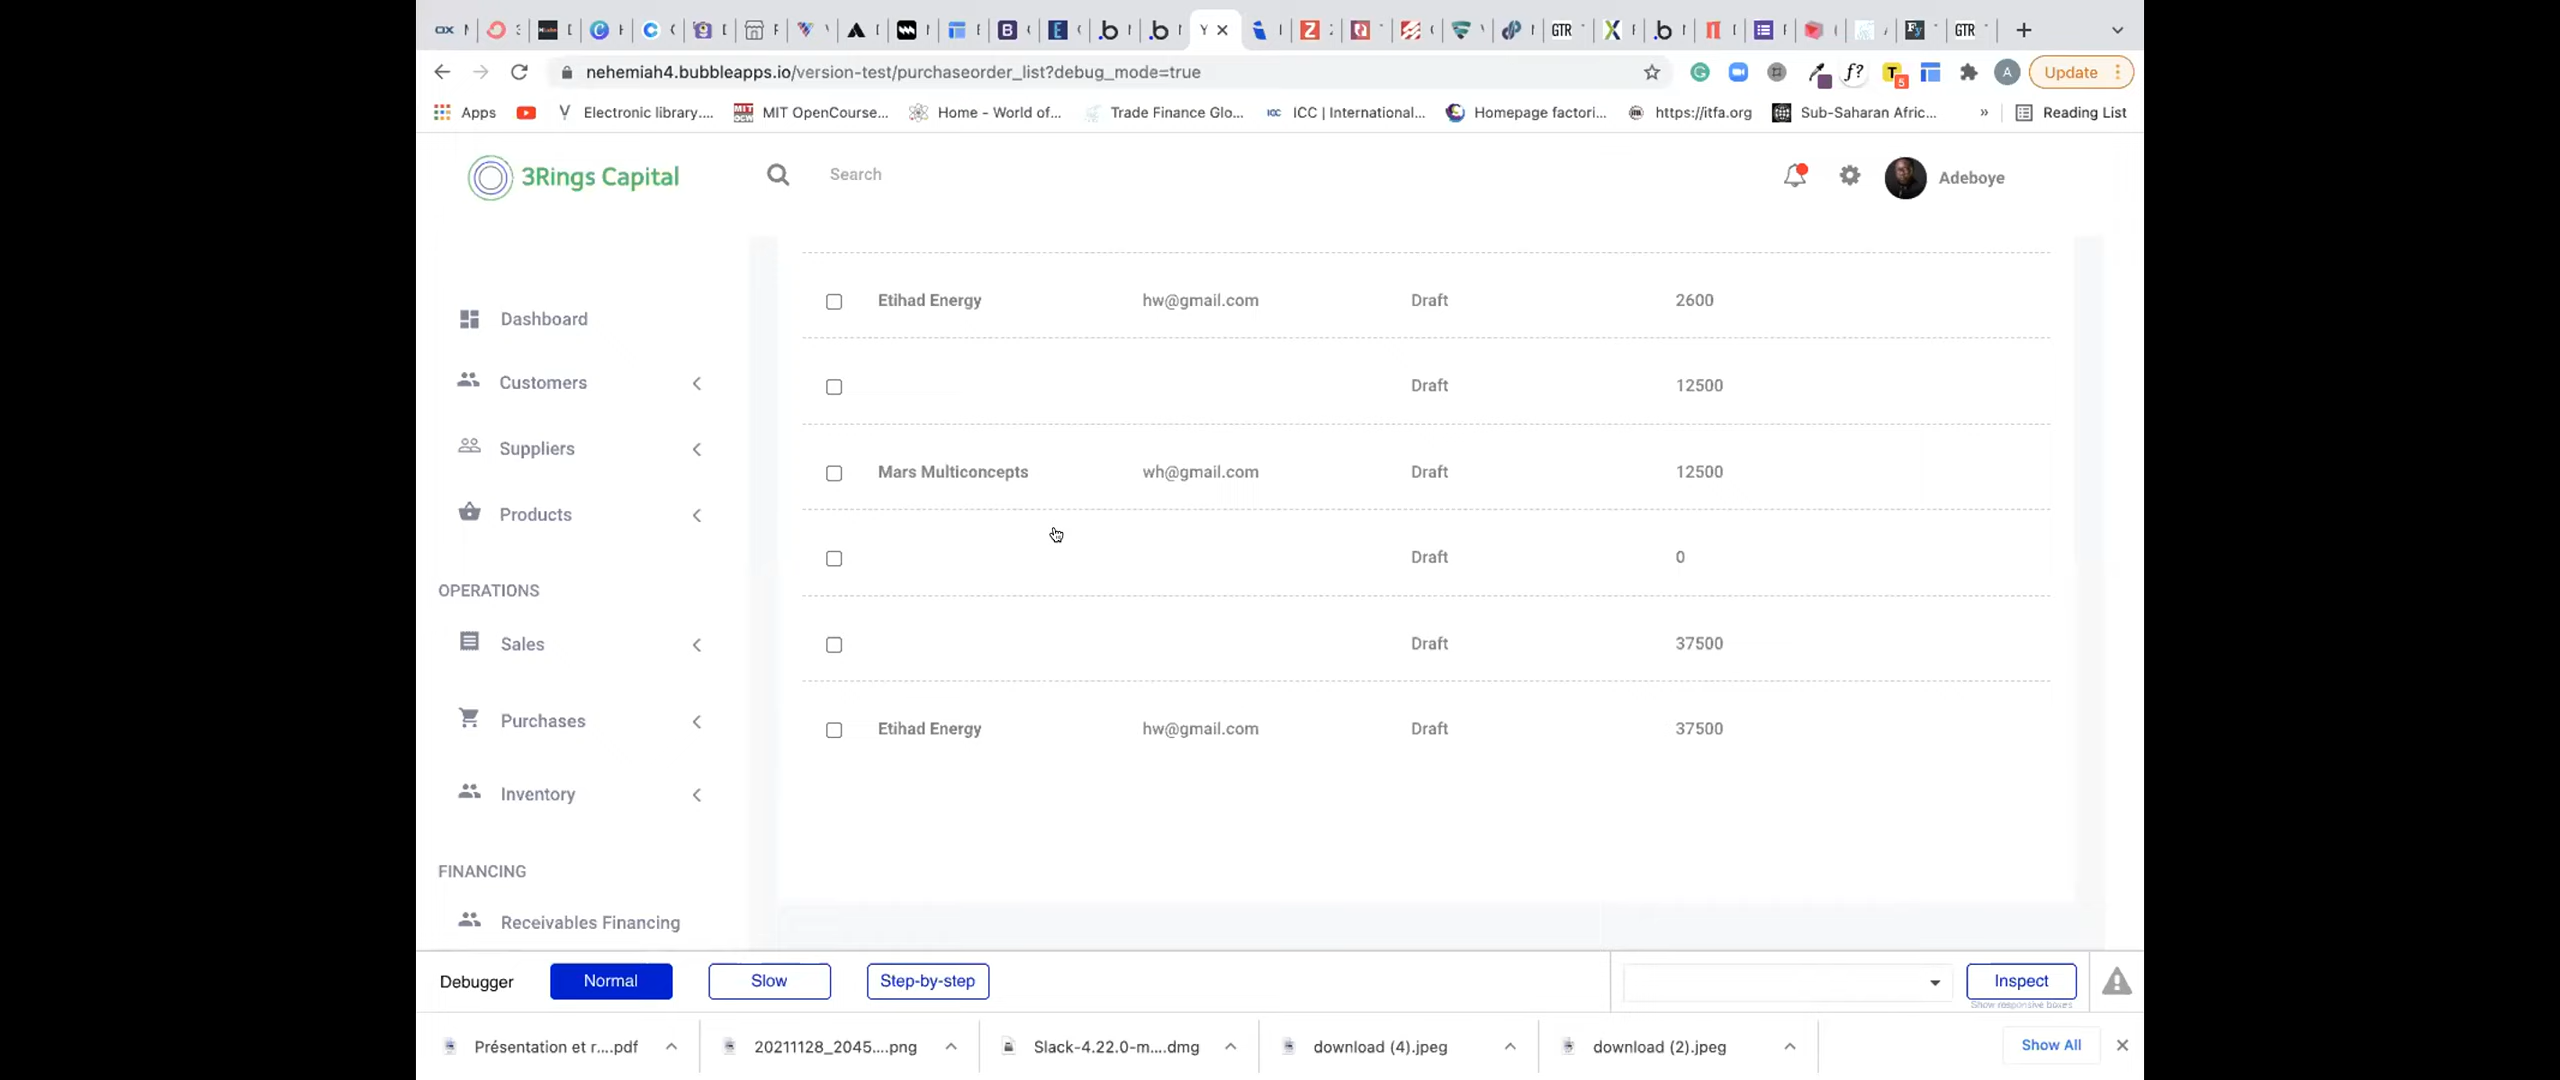 nehemiah4.bubbleapps.io/version-test/purchaseorder_list?debug_mode=true
Update
Apps
Electronic library....
MIT OpenCourse...
Home - World of...
Trade Finance Glo...
ICC | International...
Homepage factori...
https://itfa.org
Sub-Saharan Afric...
»
Reading List
3Rings Capital
Search
Adeboye
Dashboard
Customers
Suppliers
Products
OPERATIONS
Sales
Purchases
Inventory
FINANCING
Receivables Financing
Etihad Energy hw@gmail.com Draft 2600
Draft 12500
Mars Multiconcepts wh@gmail.com Draft 12500
Draft 0
Draft 37500
Etihad Energy hw@gmail.com Draft 37500
Debugger Normal Slow Step-by-step Inspect
Show responsive boxes
Présentation et r....pdf
20211128_2045....png
Slack-4.22.0-m....dmg
download (4).jpeg
download (2).jpeg
Show All